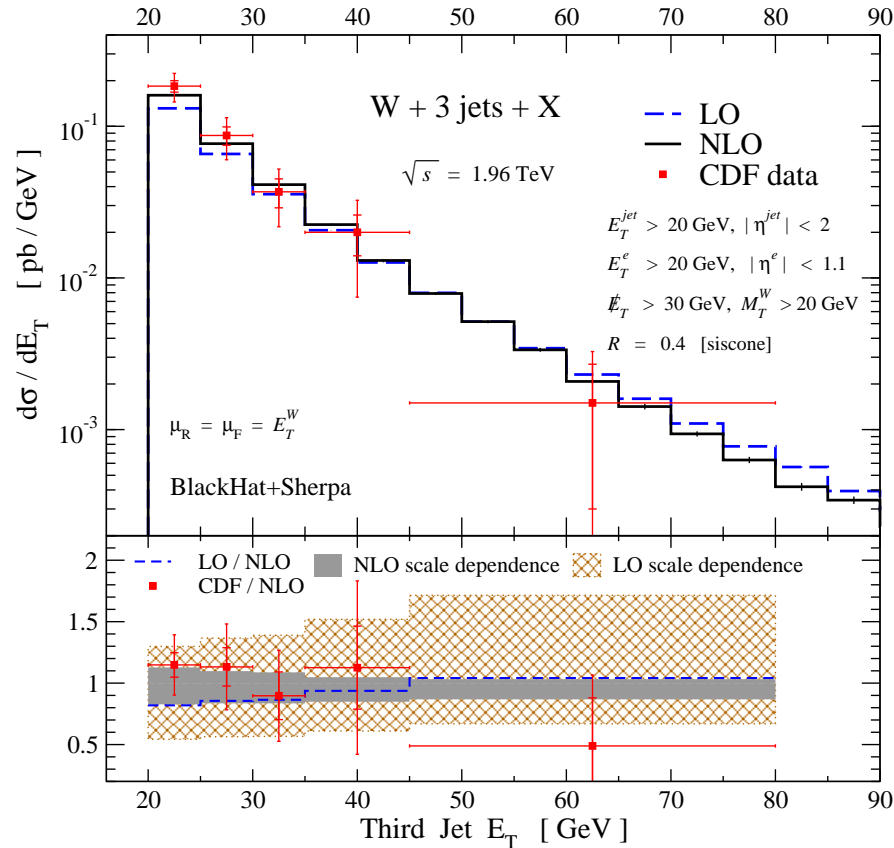 20 30 40 50 60 70 80 90
W + 3 jets + X
√s = 1.96 TeV
LO
NLO
CDF data
E_T^{jet} > 20 GeV, | η^{jet} | < 2
E_T^e > 20 GeV, | η^e | < 1.1
E̸_T > 30 GeV, M_T^W > 20 GeV
R = 0.4 [siscone]
10^{-1}
10^{-2}
10^{-3}
dσ / dE_T [ pb / GeV ]
μ_R = μ_F = E_T^W
BlackHat+Sherpa
LO / NLO
CDF / NLO
NLO scale dependence
LO scale dependence
2
1.5
1
0.5
20 30 40 50 60 70 80 90
Third Jet E_T [ GeV ]